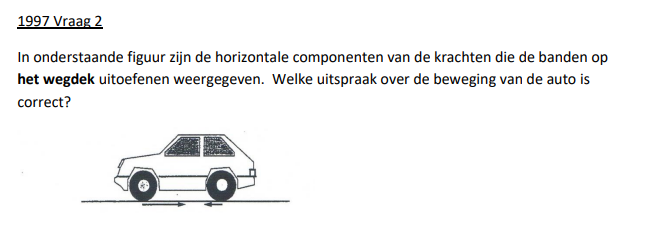 1997 Vraag 2
In onderstaande figuur zijn de horizontale componenten van de krachten die de banden op
het wegdek uitoefenen weergegeven. Welke uitspraak over de beweging van de auto is
correct?